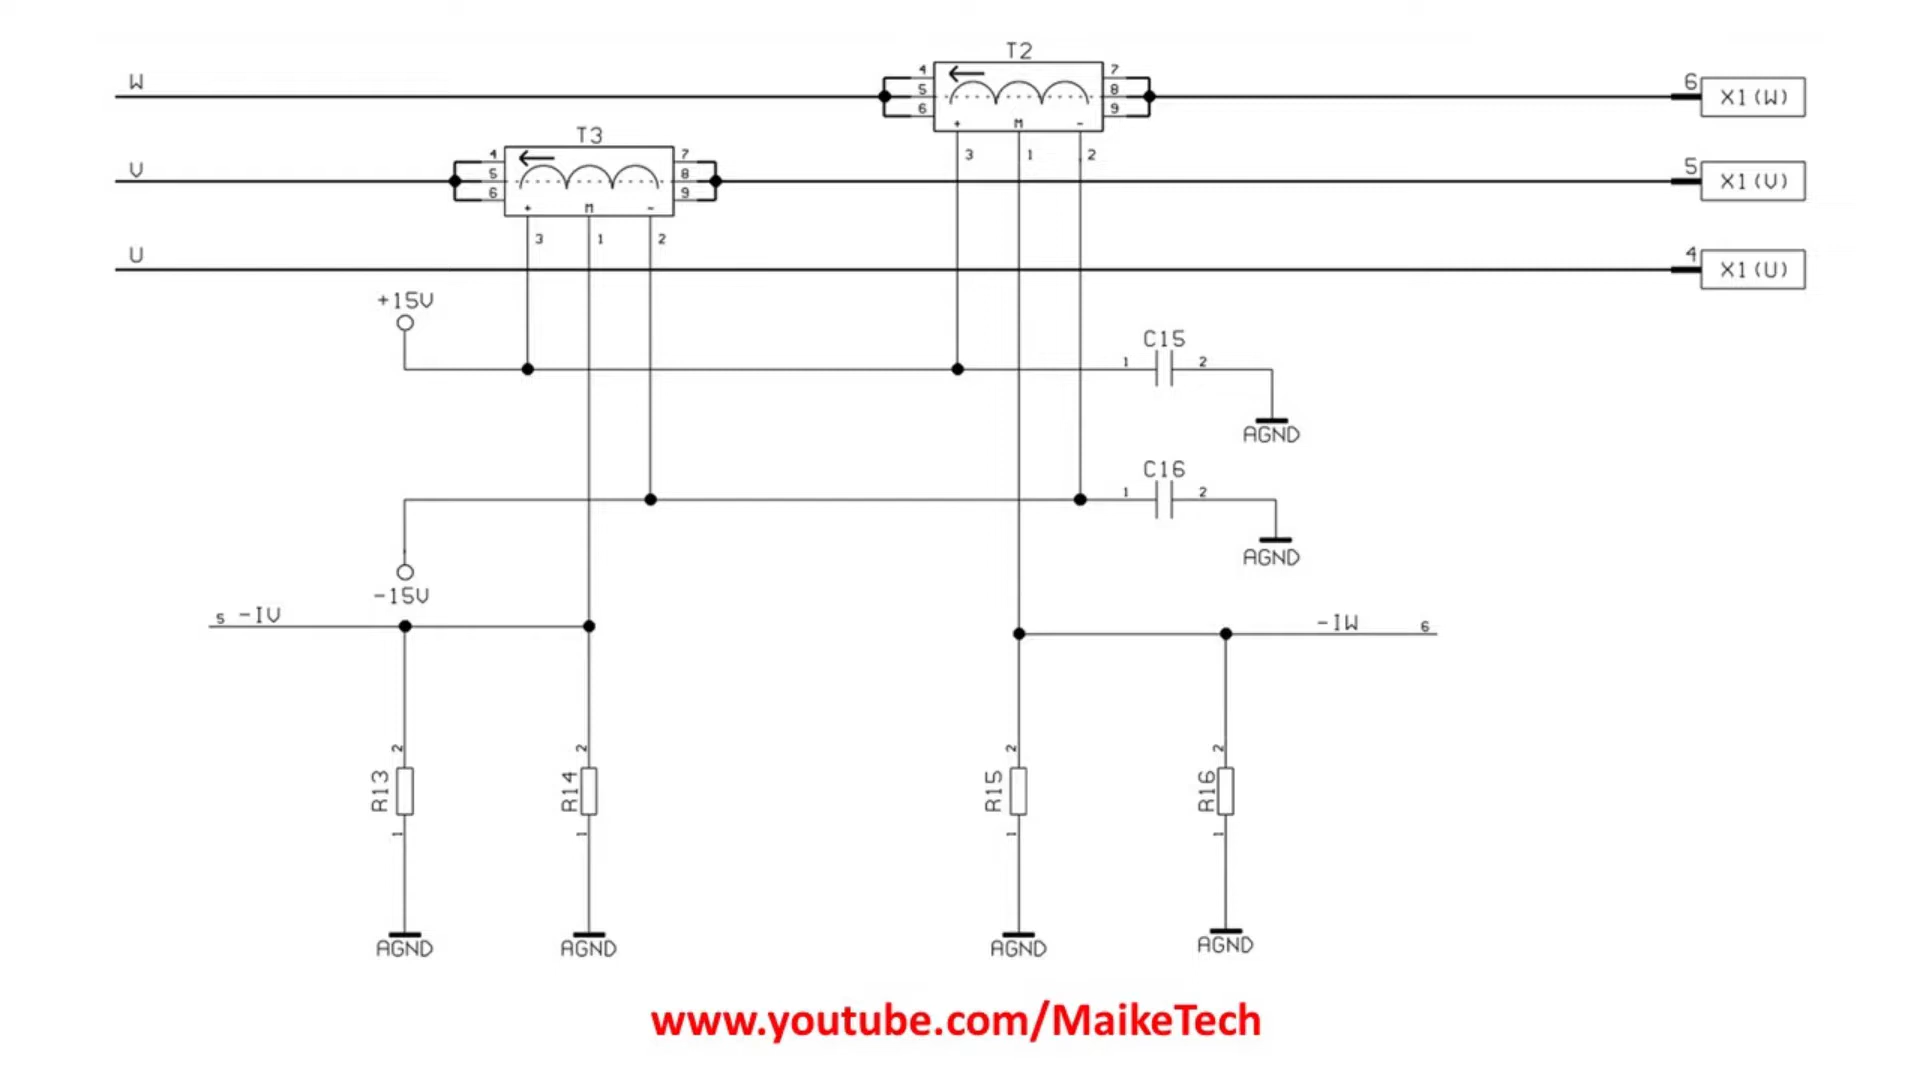 T2
W
4
5
6
7
8
9
+ M -
3 1 2
6 X1(W)
T3
V
4
5
6
7
8
9
+ M -
3 1 2
5 X1(V)
U
4 X1(U)
+15V
C15
1 2
AGND
C16
1 2
AGND
-15V
5 -IV
-IW 6
2 R13 1
2 R14 1
2 R15 1
2 R16 1
AGND
AGND
AGND
AGND
www.youtube.com/MaikeTech